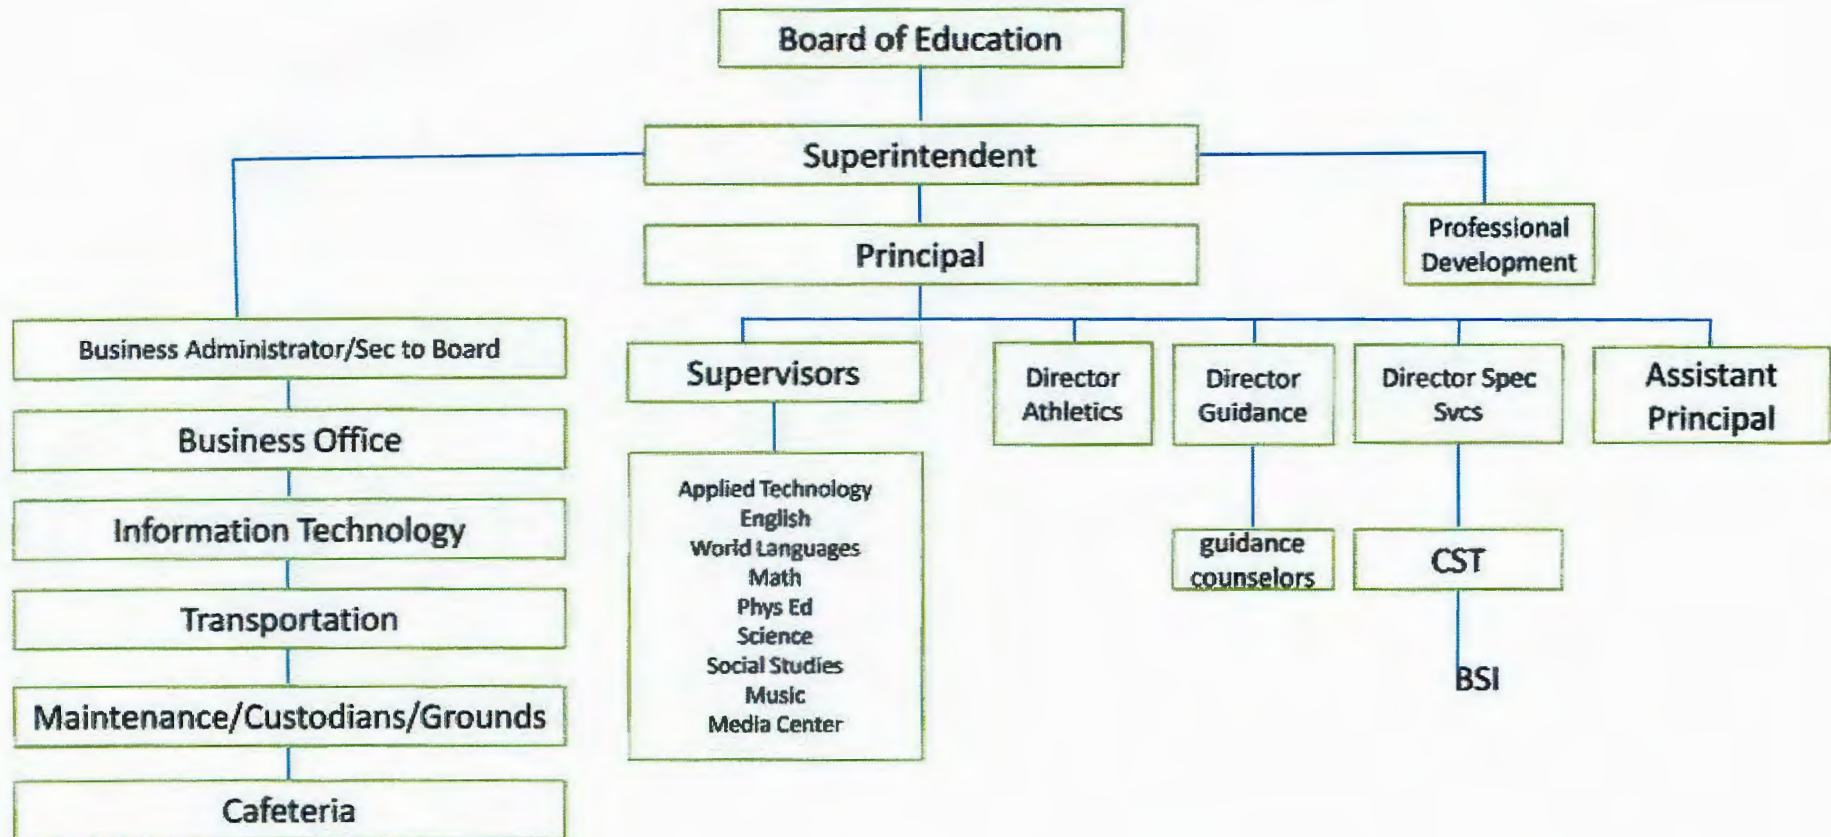 Board of Education
Superintendent
Professional
Development
Principal
Business Administrator/Sec to Board
Business Office
Information Technology
Transportation
Maintenance/Custodians/Grounds
Cafeteria
Supervisors
Applied Technology
English
World Languages
Math
Phys Ed
Science
Social Studies
Music
Media Center
Director
Athletics
Director
Guidance
guidance
counselors
Director Spec
Svcs
CST
BSI
Assistant
Principal